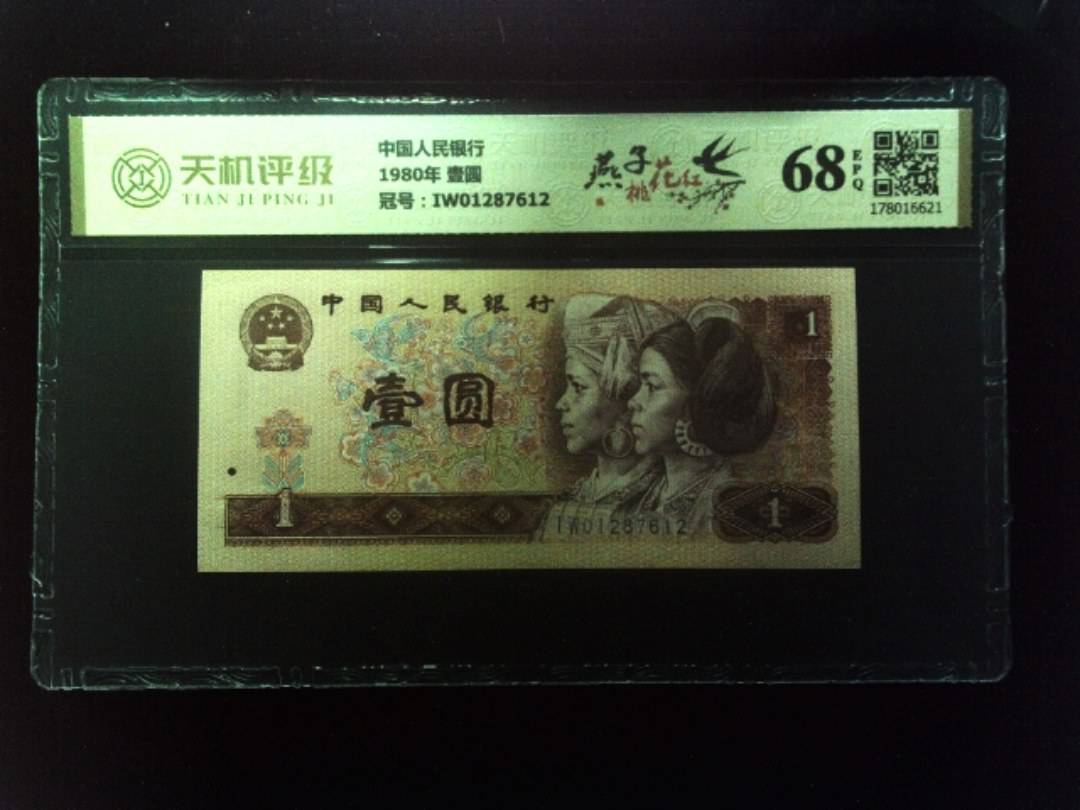 天机评级
TIAN JI PING JI
中国人民银行
1980年 壹圆
冠号：IW01287612
燕子
桃花红
68
EPQ
178016621
中国人民银行
1
壹圆
1
IW01287612
1